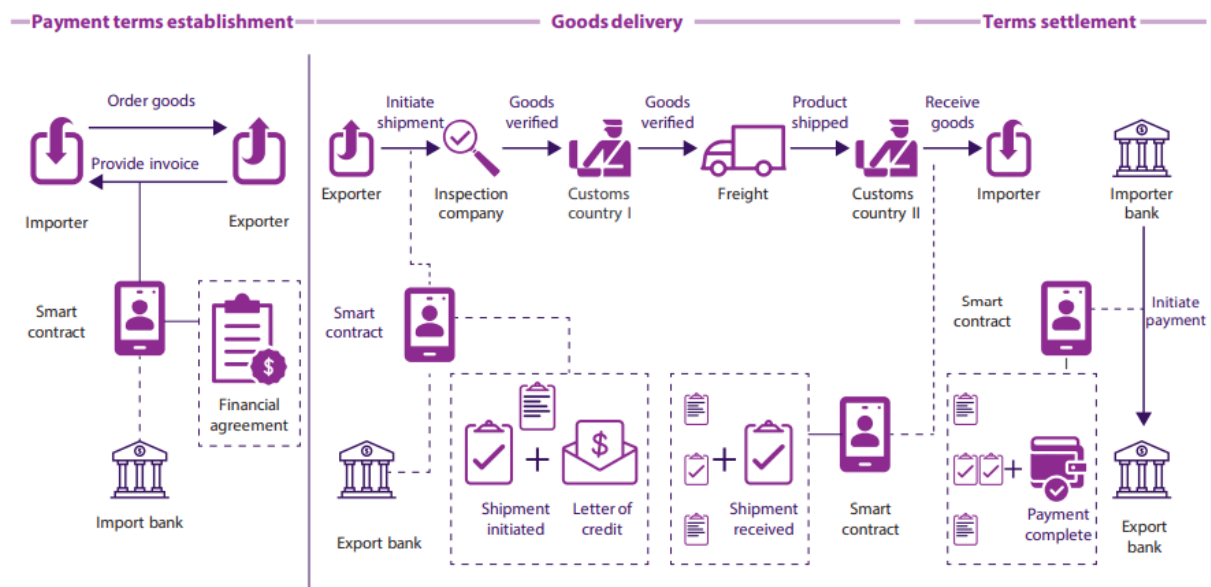 Payment terms establishment
Goods delivery
Terms settlement
Order goods
Provide invoice
Importer
Exporter
Smart
contract
$
Financial
agreement
$
Import bank
Initiate
shipment
Goods
verified
Goods
verified
Product
shipped
Receive
goods
Exporter
Inspection
company
Customs
country I
Freight
Customs
country II
Importer
Smart
contract
$
Export bank
$
+
Shipment
initiated
Letter of
credit
+
Shipment
received
Smart
contract
$
Importer
bank
Smart
contract
Initiate
payment
+
Payment
complete
$
Export
bank